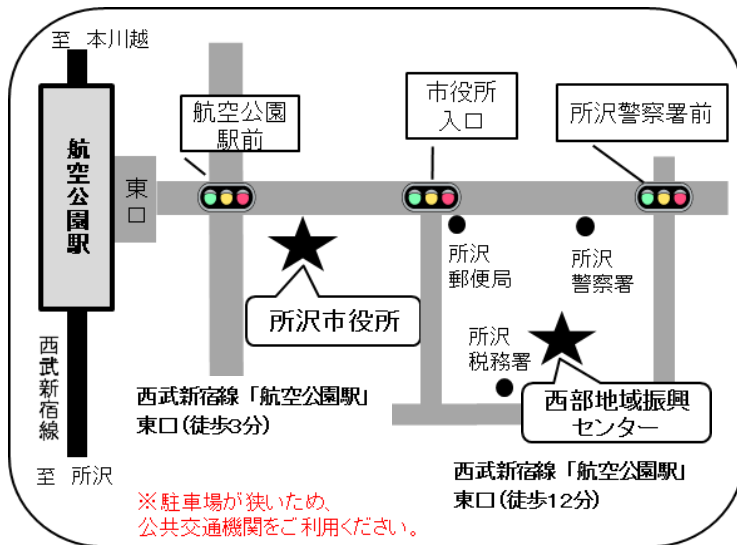 至 本川越
航空公園
駅前
市役所
入口
所沢警察署前
航空公園駅
東口
所沢
郵便局
所沢
警察署
所沢市役所
所沢
税務署
西武新宿線
西部地域振興
センター
西武新宿線「航空公園駅」
東口(徒歩3分)
至 所沢
西武新宿線「航空公園駅」
東口(徒歩12分)
※駐車場が狭いため、
公共交通機関をご利用ください。